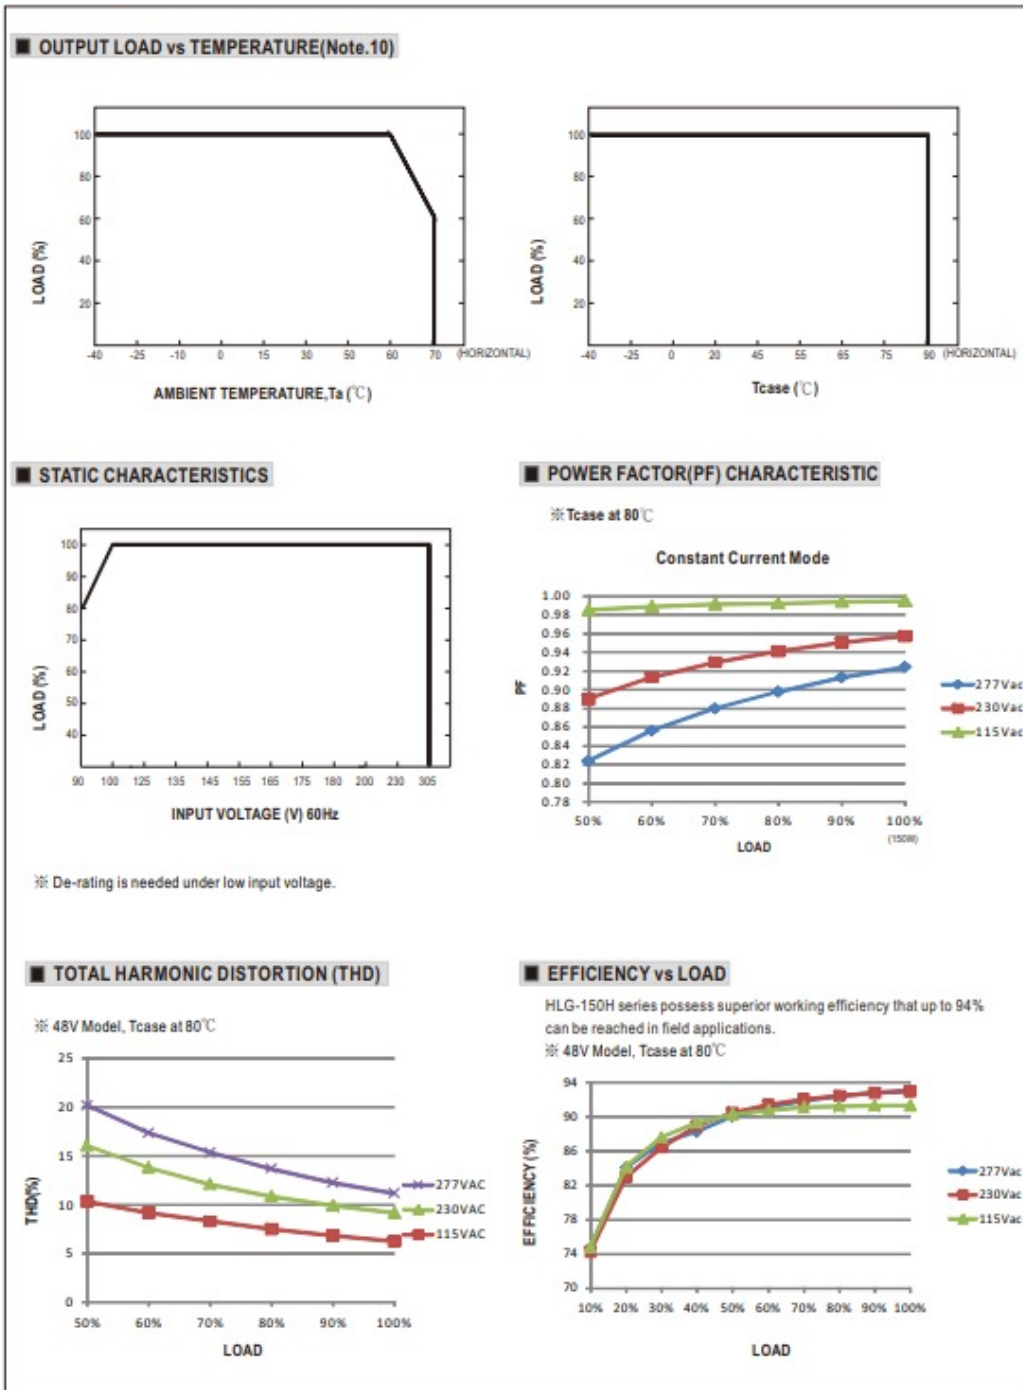 ■ OUTPUT LOAD vs TEMPERATURE(Note.10)
100
80
60
40
20
LOAD (%)
-40 -25 -10 0 15 30 50 60 70 (HORIZONTAL)
AMBIENT TEMPERATURE,Ta (℃)
100
80
60
40
20
LOAD (%)
-40 -25 0 20 45 55 65 75 90 (HORIZONTAL)
Tcase (℃)
■ STATIC CHARACTERISTICS
100
90
80
70
60
50
40
LOAD (%)
90 100 125 135 145 155 165 175 180 200 230 305
INPUT VOLTAGE (V) 60Hz
※ De-rating is needed under low input voltage.
■ POWER FACTOR(PF) CHARACTERISTIC
※ Tcase at 80℃
Constant Current Mode
1.00
0.98
0.96
0.94
0.92
0.90
0.88
0.86
0.84
0.82
0.80
0.78
PF
277Vac
230Vac
115Vac
50% 60% 70% 80% 90% 100%
(150W)
LOAD
■ TOTAL HARMONIC DISTORTION (THD)
※ 48V Model, Tcase at 80℃
25
20
15
10
5
0
THD(%)
277VAC
230VAC
115VAC
50% 60% 70% 80% 90% 100%
LOAD
■ EFFICIENCY vs LOAD
HLG-150H series possess superior working efficiency that up to 94%
can be reached in field applications.
※ 48V Model, Tcase at 80℃
94
90
86
82
78
74
70
EFFICIENCY (%)
277Vac
230Vac
115Vac
10% 20% 30% 40% 50% 60% 70% 80% 90% 100%
LOAD